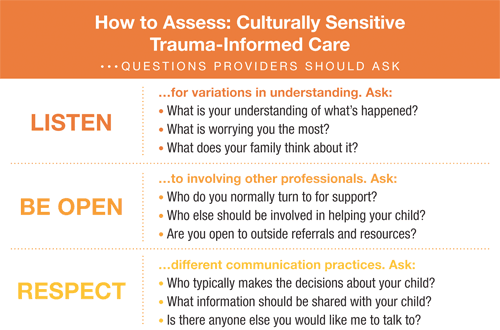 How to Assess: Culturally Sensitive
Trauma-Informed Care
•••QUESTIONS PROVIDERS SHOULD ASK
LISTEN
...for variations in understanding. Ask:
• What is your understanding of what's happened?
• What is worrying you the most?
• What does your family think about it?
BE OPEN
...to involving other professionals. Ask:
• Who do you normally turn to for support?
• Who else should be involved in helping your child?
• Are you open to outside referrals and resources?
RESPECT
...different communication practices. Ask:
• Who typically makes the decisions about your child?
• What information should be shared with your child?
• Is there anyone else you would like me to talk to?